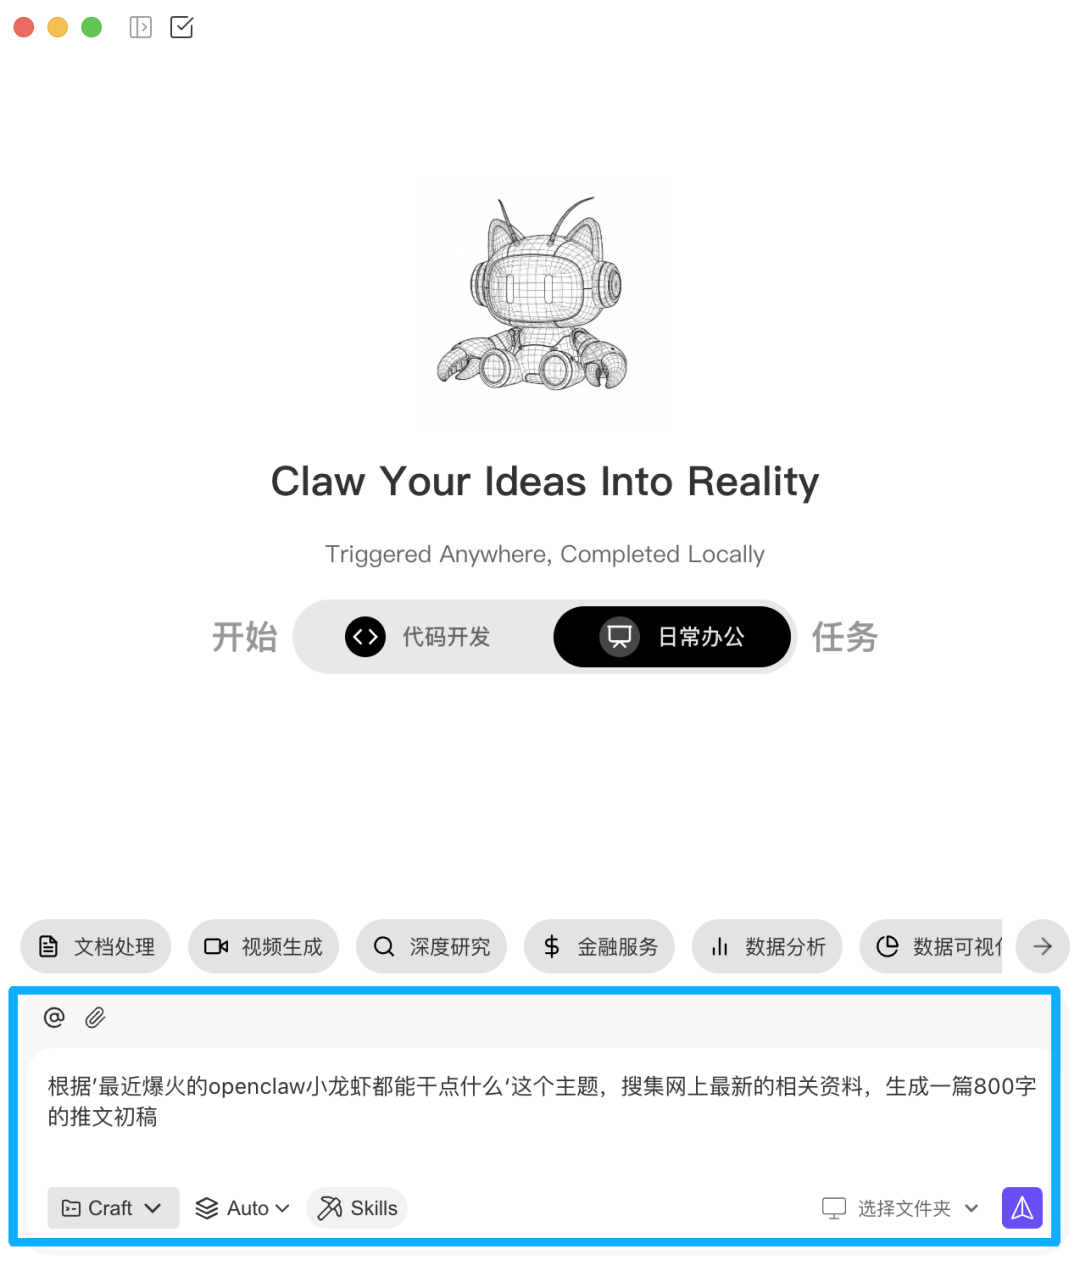 Claw Your Ideas Into Reality
Triggered Anywhere, Completed Locally
开始 代码开发 日常办公 任务
文档处理 视频生成 深度研究 金融服务 数据分析 数据可视
@
根据'最近爆火的openclaw小龙虾都能干点什么'这个主题，搜集网上最新的相关资料，生成一篇800字
的推文初稿
Craft Auto Skills 选择文件夹